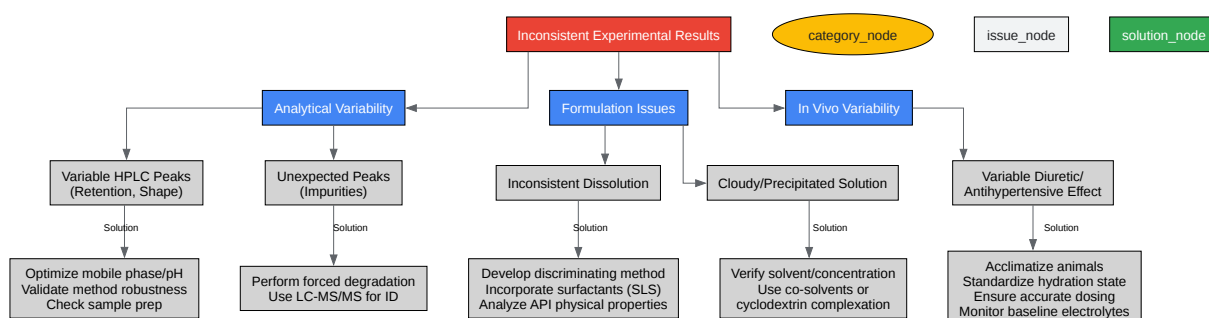 Inconsistent Experimental Results
category_node
issue_node
solution_node
Analytical Variability
Formulation Issues
In Vivo Variability
Variable HPLC Peaks
(Retention, Shape)
Unexpected Peaks
(Impurities)
Inconsistent Dissolution
Cloudy/Precipitated Solution
Variable Diuretic/
Antihypertensive Effect
Solution
Solution
Solution
Solution
Solution
Optimize mobile phase/pH
Validate method robustness
Check sample prep
Perform forced degradation
Use LC-MS/MS for ID
Develop discriminating method
Incorporate surfactants (SLS)
Analyze API physical properties
Verify solvent/concentration
Use co-solvents or
cyclodextrin complexation
Acclimatize animals
Standardize hydration state
Ensure accurate dosing
Monitor baseline electrolytes